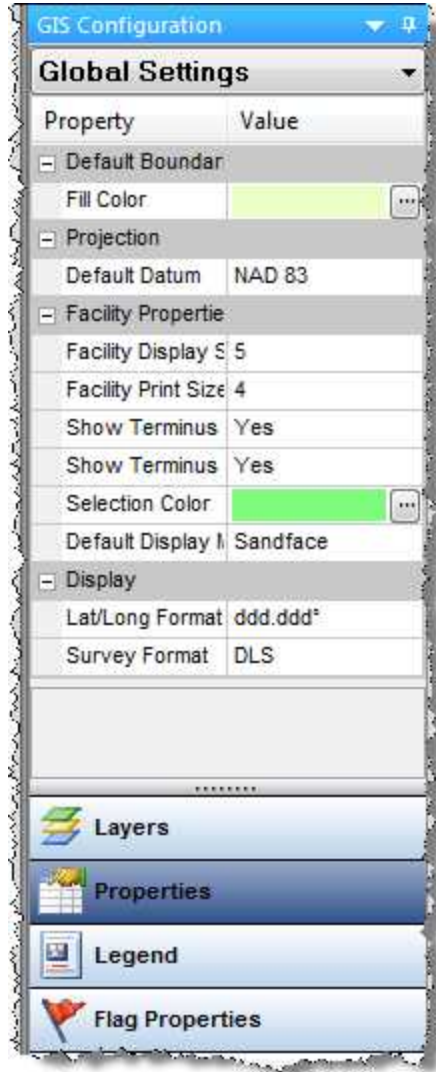 GIS Configuration
Global Settings
Property Value
Default Boundar
Fill Color ...
Projection
Default Datum NAD 83
Facility Propertie
Facility Display S 5
Facility Print Size 4
Show Terminus Yes
Show Terminus Yes
Selection Color ...
Default Display M Sandface
Display
Lat/Long Format ddd.ddd°
Survey Format DLS
Layers
Properties
Legend
Flag Properties